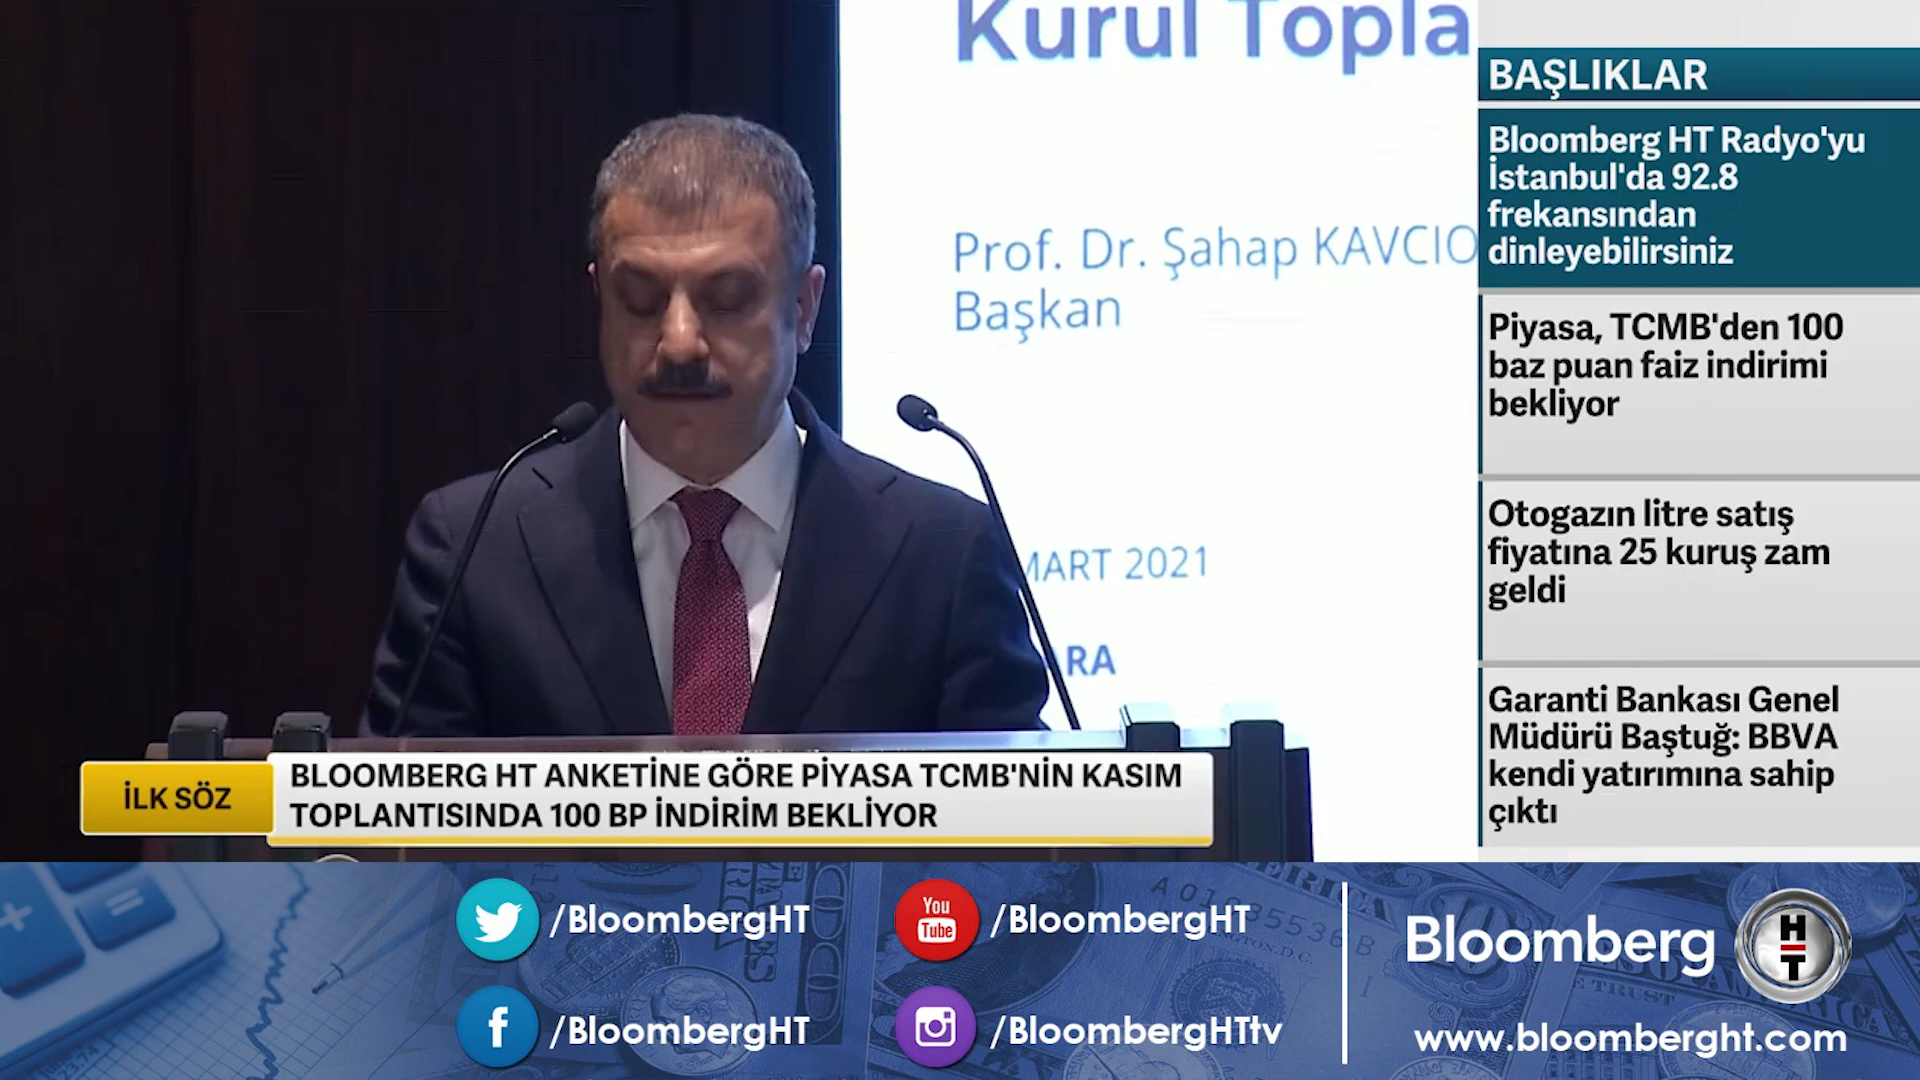 Kurul Topla
Prof. Dr. Şahap KAVCIO
Başkan
MART 2021
ARA
BAŞLIKLAR
Bloomberg HT Radyo'yu
İstanbul'da 92.8
frekansından
dinleyebilirsiniz
Piyasa, TCMB'den 100
baz puan faiz indirimi
bekliyor
Otogazın litre satış
fiyatına 25 kuruş zam
geldi
Garanti Bankası Genel
Müdürü Baştuğ: BBVA
kendi yatırımına sahip
çıktı
İLK SÖZ
BLOOMBERG HT ANKETİNE GÖRE PİYASA TCMB'NİN KASIM
TOPLANTISINDA 100 BP İNDİRİM BEKLİYOR
/BloombergHT
You
Tube
/BloombergHT
/BloombergHT
/BloombergHTtv
Bloomberg
HT
www.bloomberght.com